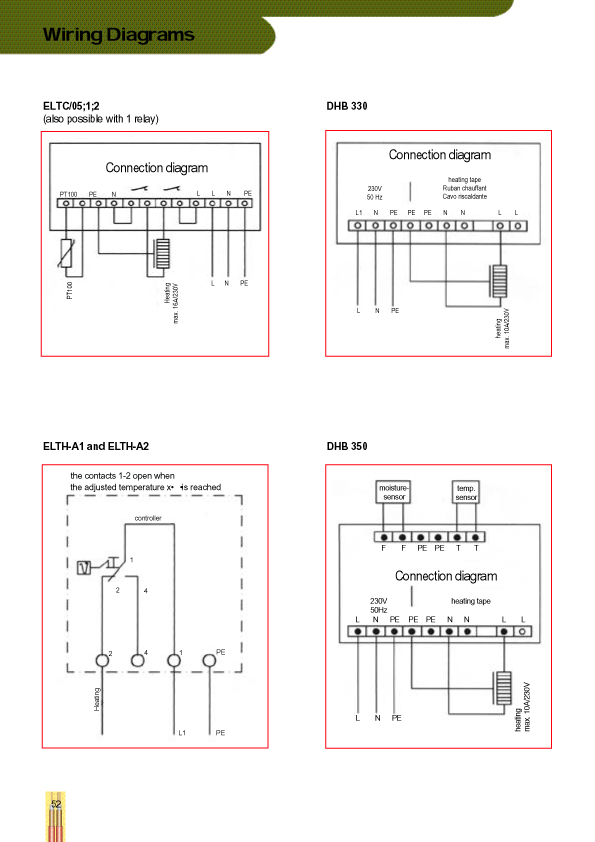 Wiring Diagrams
ELTC/05;1;2
(also possible with 1 relay)
Connection diagram
PT100 PE N L L N PE
PT100
Heating
max. 16A/230V
L N PE
DHB 330
Connection diagram
230V
50 Hz
heating tape
Ruban chauffant
Cavo riscaldante
L1 N PE PE PE N N L L
L N PE
heating
max. 10A/230V
ELTH-A1 and ELTH-A2
the contacts 1-2 open when
the adjusted temperature x• •is reached
controller
1
2 4
2 4 1 PE
Heating
L1 PE
DHB 350
moisture-
sensor
temp.
sensor
F F PE PE T T
Connection diagram
230V
50Hz
heating tape
L N PE PE PE N N L L
L N PE
heating
max. 10A/230V
52